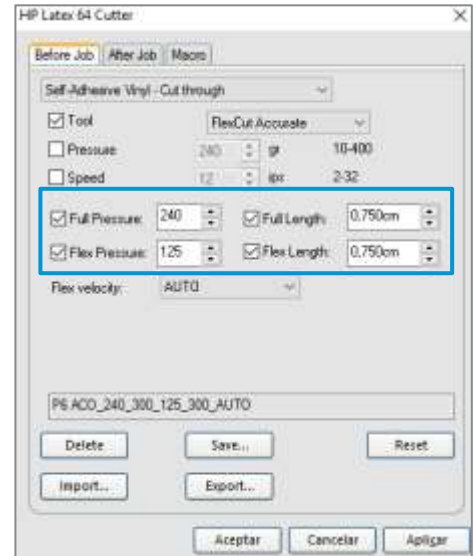 HP Latex 64 Cutter
Before Job After Job Macro
Self-Adhesive Vinyl - Cut through
Tool FlexCut Accurate
Pressure 240 gr 10-400
Speed 12 ips 2-32
Full Pressure: 240 Full Length: 0.750cm
Flex Pressure: 125 Flex Length: 0.750cm
Flex velocity: AUTO
P6 ACO_240_300_125_300_AUTO
Delete Save... Reset
Import... Export...
Aceptar Cancelar Aplicar